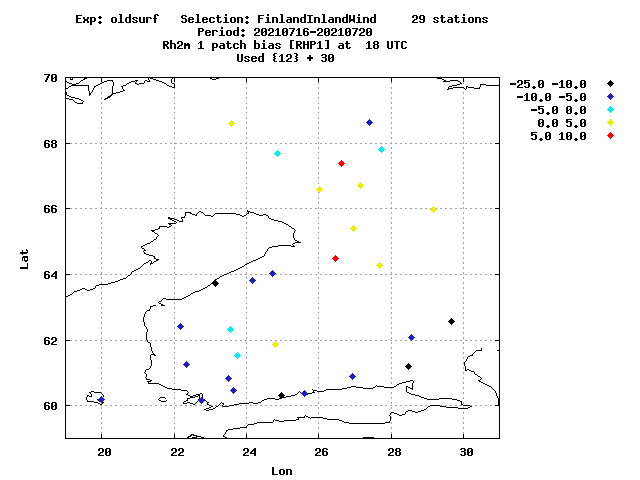 Exp: oldsurf   Selection: FinlandInlandWind     29 stations
Period: 20210716-20210720
Rh2m 1 patch bias [RHP1] at  18 UTC
Used {12} + 30
-25.0 -10.0
-10.0 -5.0
-5.0 0.0
0.0 5.0
5.0 10.0
70
68
66
64
62
60
Lat
20 22 24 26 28 30
Lon